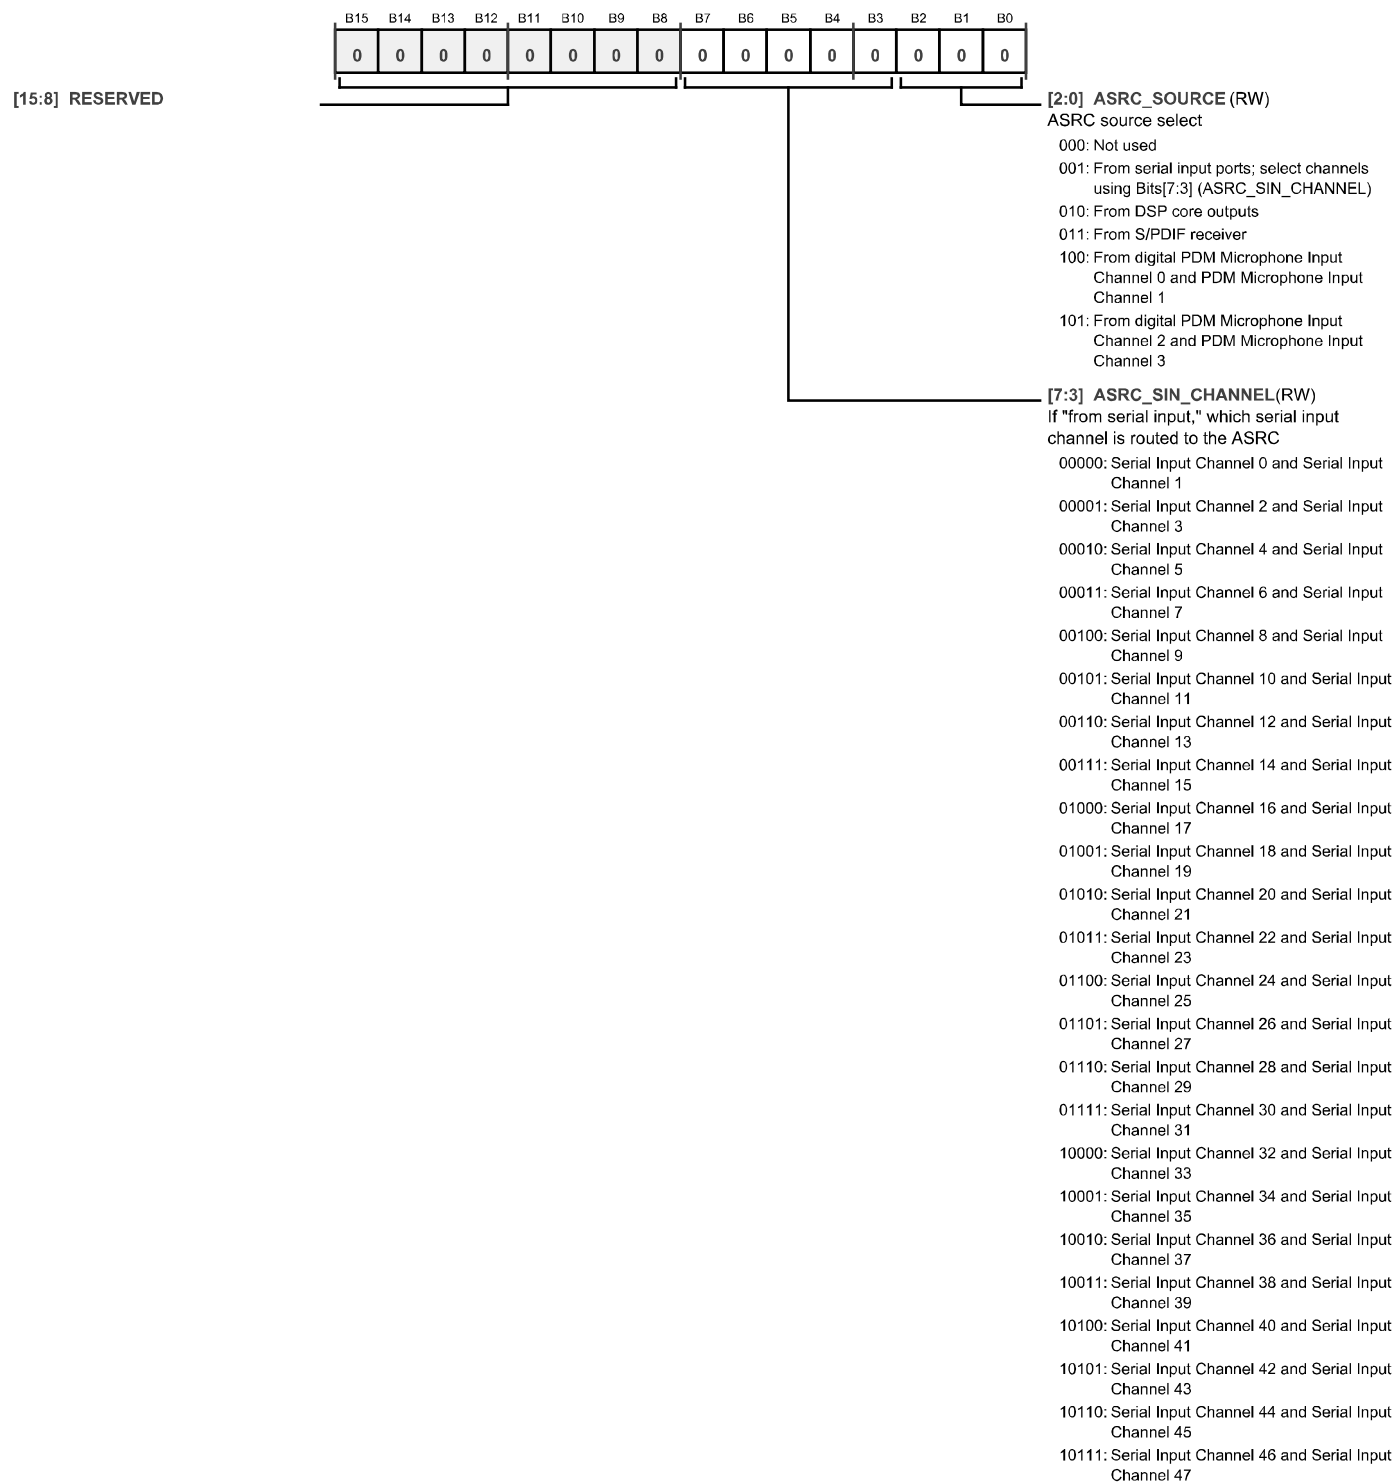 B15 B14 B13 B12 B11 B10 B9 B8 B7 B6 B5 B4 B3 B2 B1 B0
0 0 0 0 0 0 0 0 0 0 0 0 0 0 0 0
[15:8] RESERVED
[2:0] ASRC_SOURCE (RW)
ASRC source select
000: Not used
001: From serial input ports; select channels
using Bits[7:3] (ASRC_SIN_CHANNEL)
010: From DSP core outputs
011: From S/PDIF receiver
100: From digital PDM Microphone Input
Channel 0 and PDM Microphone Input
Channel 1
101: From digital PDM Microphone Input
Channel 2 and PDM Microphone Input
Channel 3
[7:3] ASRC_SIN_CHANNEL(RW)
If "from serial input," which serial input
channel is routed to the ASRC
00000: Serial Input Channel 0 and Serial Input
Channel 1
00001: Serial Input Channel 2 and Serial Input
Channel 3
00010: Serial Input Channel 4 and Serial Input
Channel 5
00011: Serial Input Channel 6 and Serial Input
Channel 7
00100: Serial Input Channel 8 and Serial Input
Channel 9
00101: Serial Input Channel 10 and Serial Input
Channel 11
00110: Serial Input Channel 12 and Serial Input
Channel 13
00111: Serial Input Channel 14 and Serial Input
Channel 15
01000: Serial Input Channel 16 and Serial Input
Channel 17
01001: Serial Input Channel 18 and Serial Input
Channel 19
01010: Serial Input Channel 20 and Serial Input
Channel 21
01011: Serial Input Channel 22 and Serial Input
Channel 23
01100: Serial Input Channel 24 and Serial Input
Channel 25
01101: Serial Input Channel 26 and Serial Input
Channel 27
01110: Serial Input Channel 28 and Serial Input
Channel 29
01111: Serial Input Channel 30 and Serial Input
Channel 31
10000: Serial Input Channel 32 and Serial Input
Channel 33
10001: Serial Input Channel 34 and Serial Input
Channel 35
10010: Serial Input Channel 36 and Serial Input
Channel 37
10011: Serial Input Channel 38 and Serial Input
Channel 39
10100: Serial Input Channel 40 and Serial Input
Channel 41
10101: Serial Input Channel 42 and Serial Input
Channel 43
10110: Serial Input Channel 44 and Serial Input
Channel 45
10111: Serial Input Channel 46 and Serial Input
Channel 47